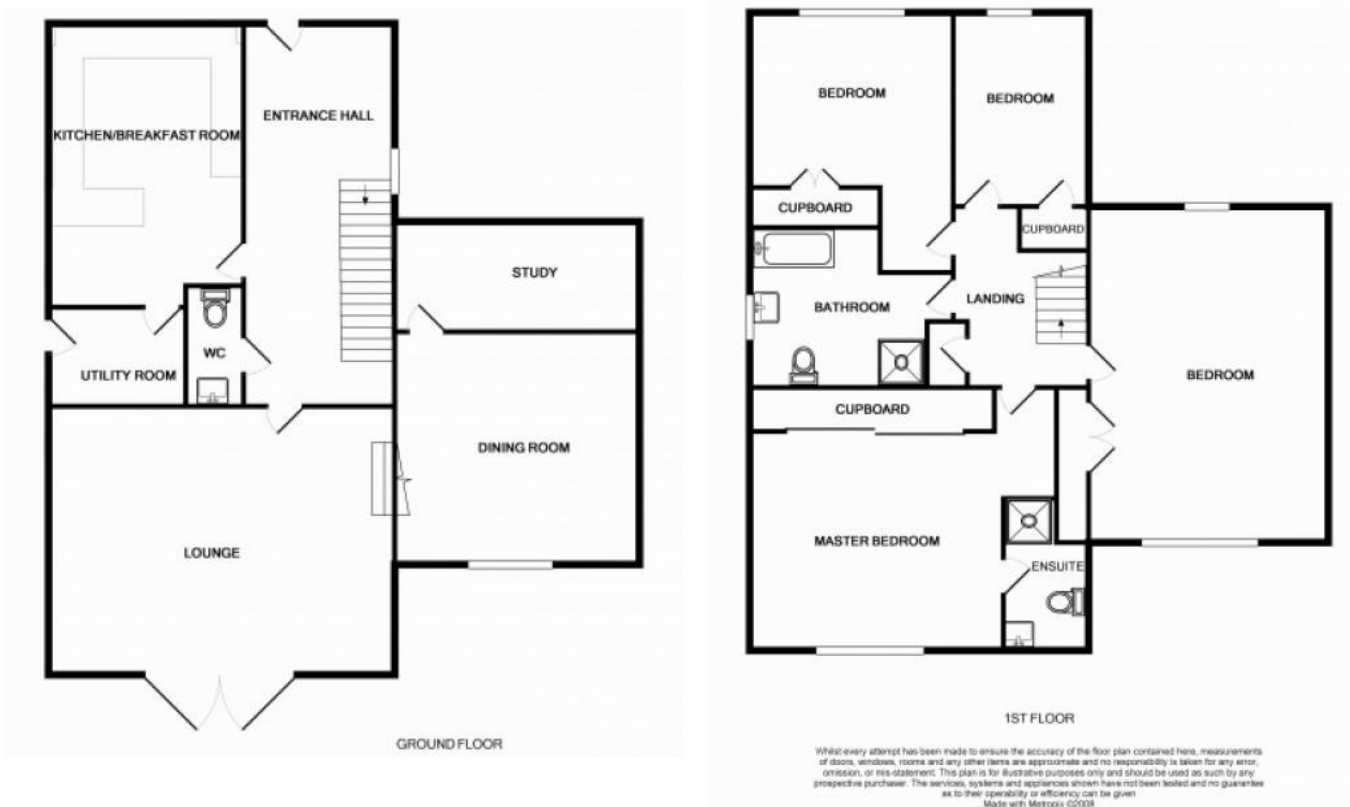 KITCHEN/BREAKFAST ROOM
ENTRANCE HALL
STUDY
WC
UTILITY ROOM
DINING ROOM
LOUNGE
GROUND FLOOR
BEDROOM
BEDROOM
CUPBOARD
CUPBOARD
BATHROOM
LANDING
BEDROOM
CUPBOARD
MASTER BEDROOM
ENSUITE
1ST FLOOR
Whilst every attempt has been made to ensure the accuracy of the floor plan contained here, measurements
of doors, windows, rooms and any other items are approximate and no responsibility is taken for any error,
omission, or mis-statement. This plan is for illustrative purposes only and should be used as such by any
prospective purchaser. The services, systems and appliances shown have not been tested and no guarantee
as to their operability or efficiency can be given
Made with Metropix ©2008